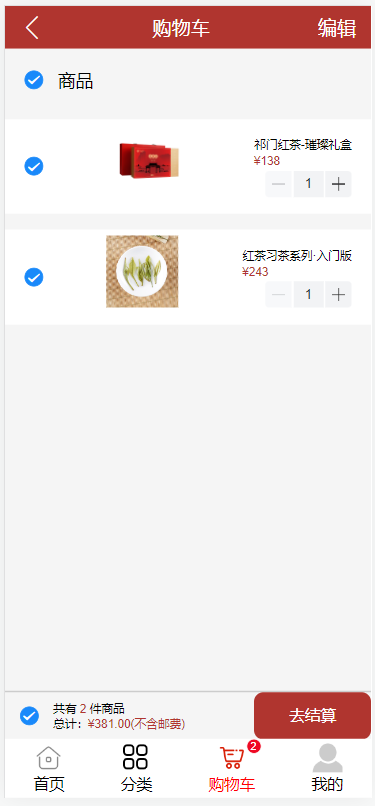 购物车 编辑
商品
祁门红茶-璀璨礼盒
¥138
1
红茶习茶系列·入门版
¥243
1
共有 2 件商品
总计：¥381.00(不含邮费)
去结算
2
首页 分类 购物车 我的